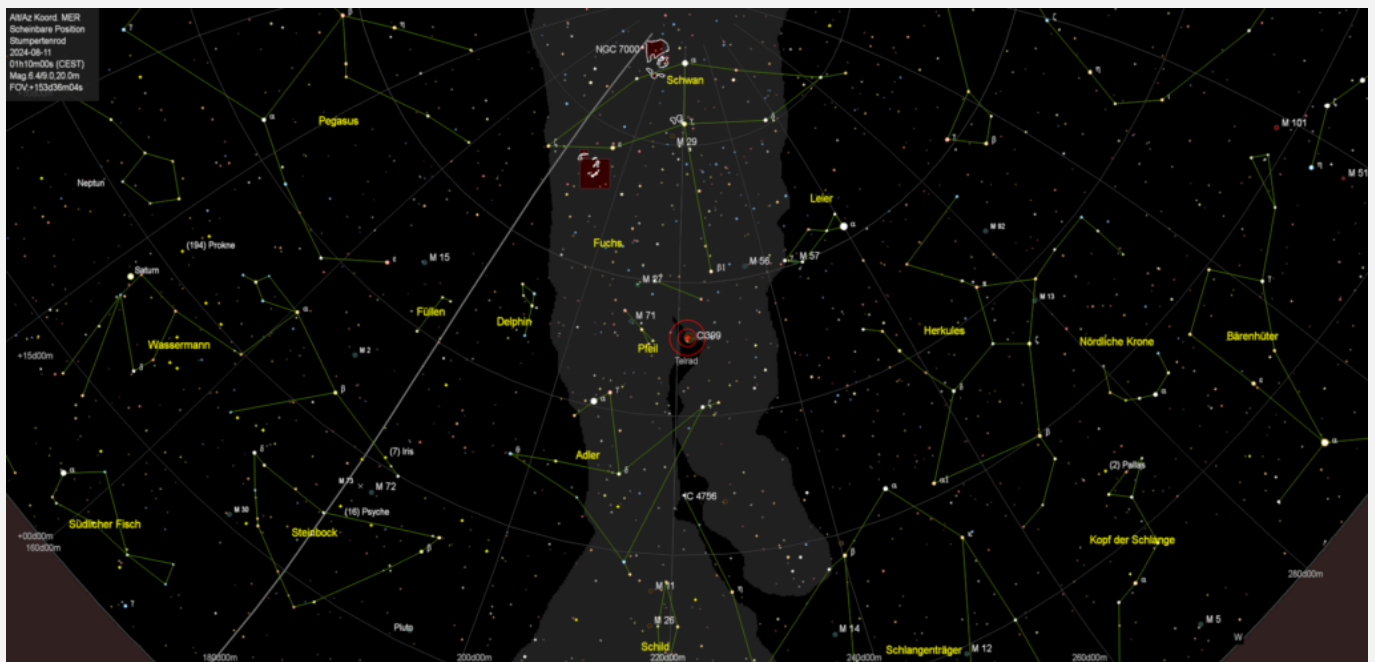 Alt/Az Koord. MER
Scheinbare Position
Stumpertenrod
2024-08-11
01h10m00s (CEST)
Mag:6.4/9.0,20.0m
FOV:+153d36m04s
NGC 7000
α
Schwan
η
β
γ
ζ
Pegasus
M 101
M 29
γ
δ
ε
M 51
Neptun
Leier
Fuchs
M 92
(194) Prokne
M 15
Saturn
M 27
β1
M 56
M 57
M 13
Füllen
Delphin
M 71
Pfeil
Cl399
Telrad
Herkules
Nördliche Krone
Bärenhüter
Wassermann
M 2
+15d00m
Adler
(7) Iris
M 73
M 72
(2) Pallas
IC 4756
M 30
(16) Psyche
Südlicher Fisch
Steinbock
Kopf der Schlange
+00d00m
160d00m
280d00m
M 11
M 26
Pluto
M 14
M 5
W
Schild
Schlangenträger
M 12
180d00m
200d00m
220d00m
240d00m
260d00m